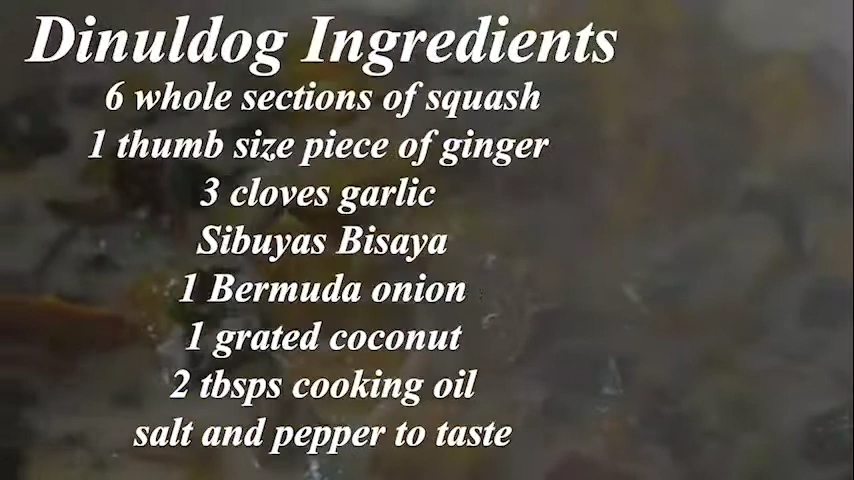 Dinuldog Ingredients
6 whole sections of squash
1 thumb size piece of ginger
3 cloves garlic
Sibuyas Bisaya
1 Bermuda onion
1 grated coconut
2 tbsps cooking oil
salt and pepper to taste